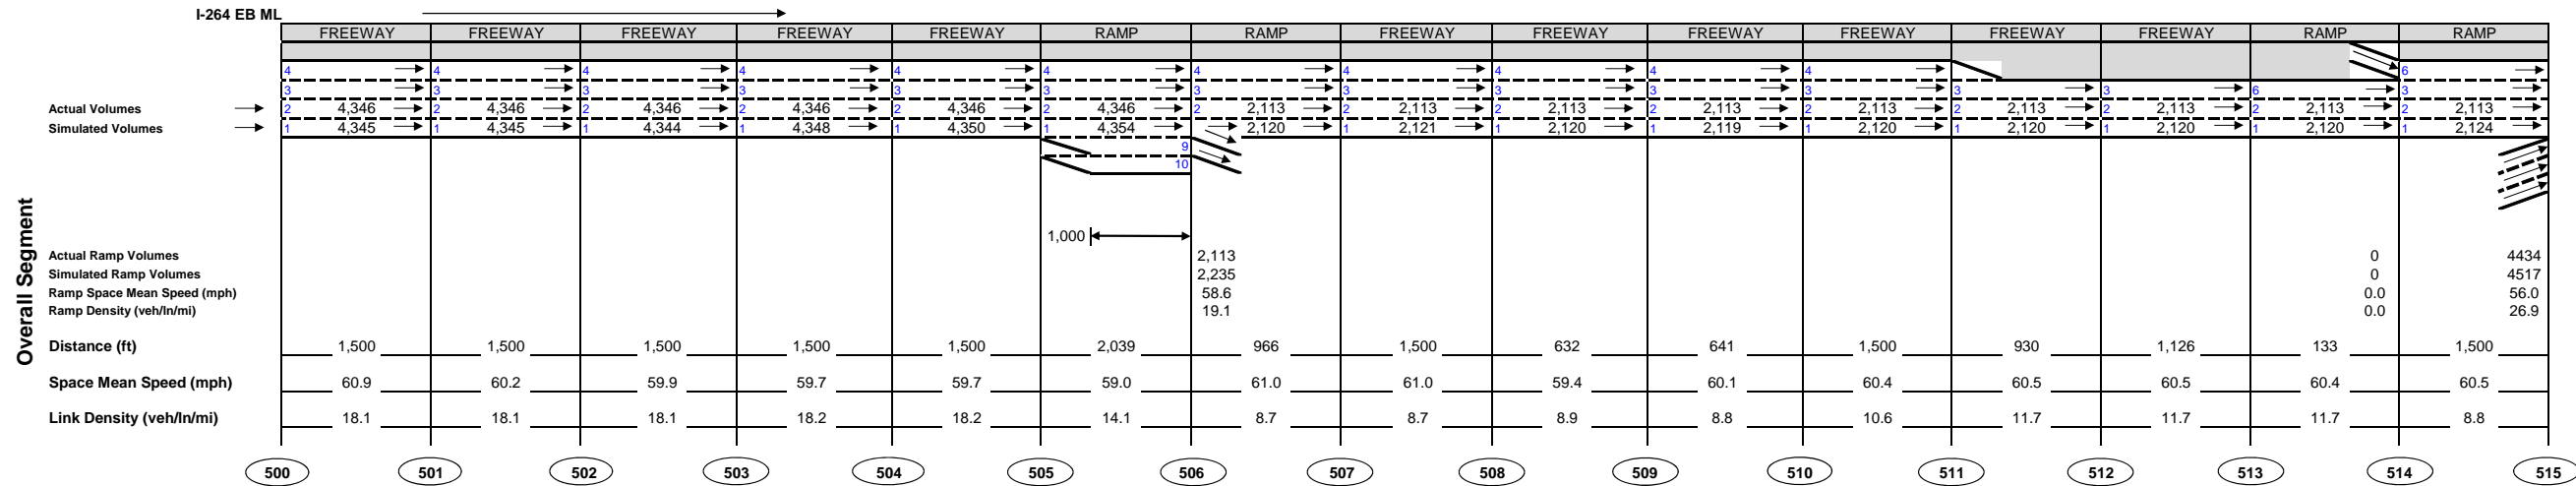 I-264 EB ML
FREEWAY FREEWAY FREEWAY FREEWAY FREEWAY RAMP RAMP FREEWAY FREEWAY FREEWAY FREEWAY FREEWAY FREEWAY RAMP RAMP
4 4 4 4 4 4 4 4 4 4 4 6
3 3 3 3 3 3 3 3 3 3 3 3 3 6 3
Actual Volumes 2 4,346 2 4,346 2 4,346 2 4,346 2 4,346 2 4,346 2 2,113 2 2,113 2 2,113 2 2,113 2 2,113 2 2,113 2 2,113 2 2,113 2 2,113
Simulated Volumes 1 4,345 1 4,345 1 4,344 1 4,348 1 4,350 1 4,354 2,120 1 2,121 1 2,120 1 2,119 1 2,120 1 2,120 1 2,120 1 2,120 1 2,124
9
10
1,000
Overall Segment
Actual Ramp Volumes 2,113 0 4434
Simulated Ramp Volumes 2,235 0 4517
Ramp Space Mean Speed (mph) 58.6 0.0 56.0
Ramp Density (veh/ln/mi) 19.1 0.0 26.9
Distance (ft) 1,500 1,500 1,500 1,500 1,500 2,039 966 1,500 632 641 1,500 930 1,126 133 1,500
Space Mean Speed (mph) 60.9 60.2 59.9 59.7 59.7 59.0 61.0 61.0 59.4 60.1 60.4 60.5 60.5 60.4 60.5
Link Density (veh/ln/mi) 18.1 18.1 18.1 18.2 18.2 14.1 8.7 8.7 8.9 8.8 10.6 11.7 11.7 11.7 8.8
500 501 502 503 504 505 506 507 508 509 510 511 512 513 514 515